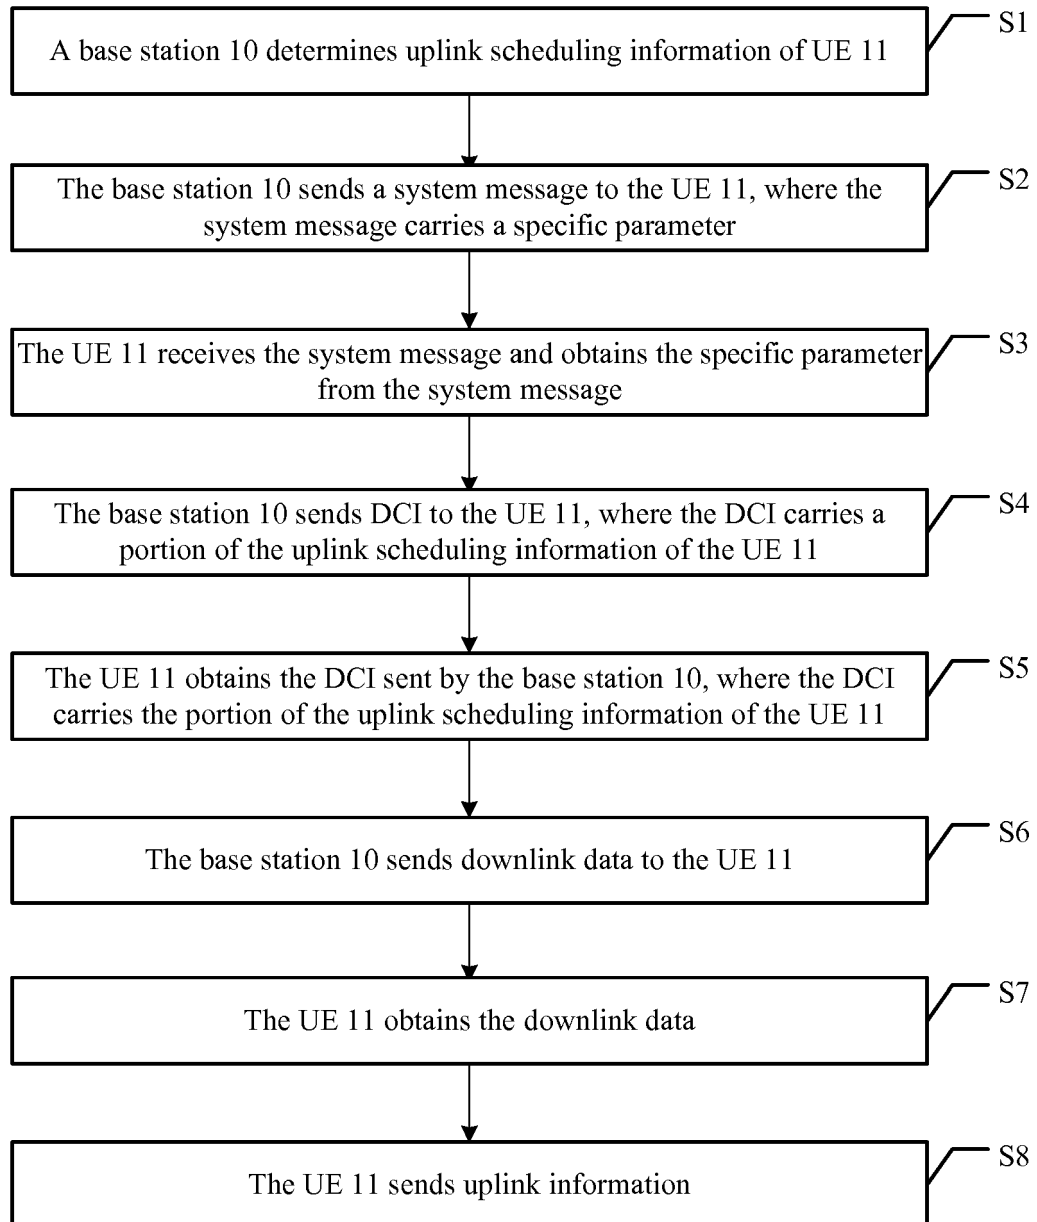 A base station 10 determines uplink scheduling information of UE 11
S1
The base station 10 sends a system message to the UE 11, where the
system message carries a specific parameter
S2
The UE 11 receives the system message and obtains the specific parameter
from the system message
S3
The base station 10 sends DCI to the UE 11, where the DCI carries a
portion of the uplink scheduling information of the UE 11
S4
The UE 11 obtains the DCI sent by the base station 10, where the DCI
carries the portion of the uplink scheduling information of the UE 11
S5
The base station 10 sends downlink data to the UE 11
S6
The UE 11 obtains the downlink data
S7
The UE 11 sends uplink information
S8